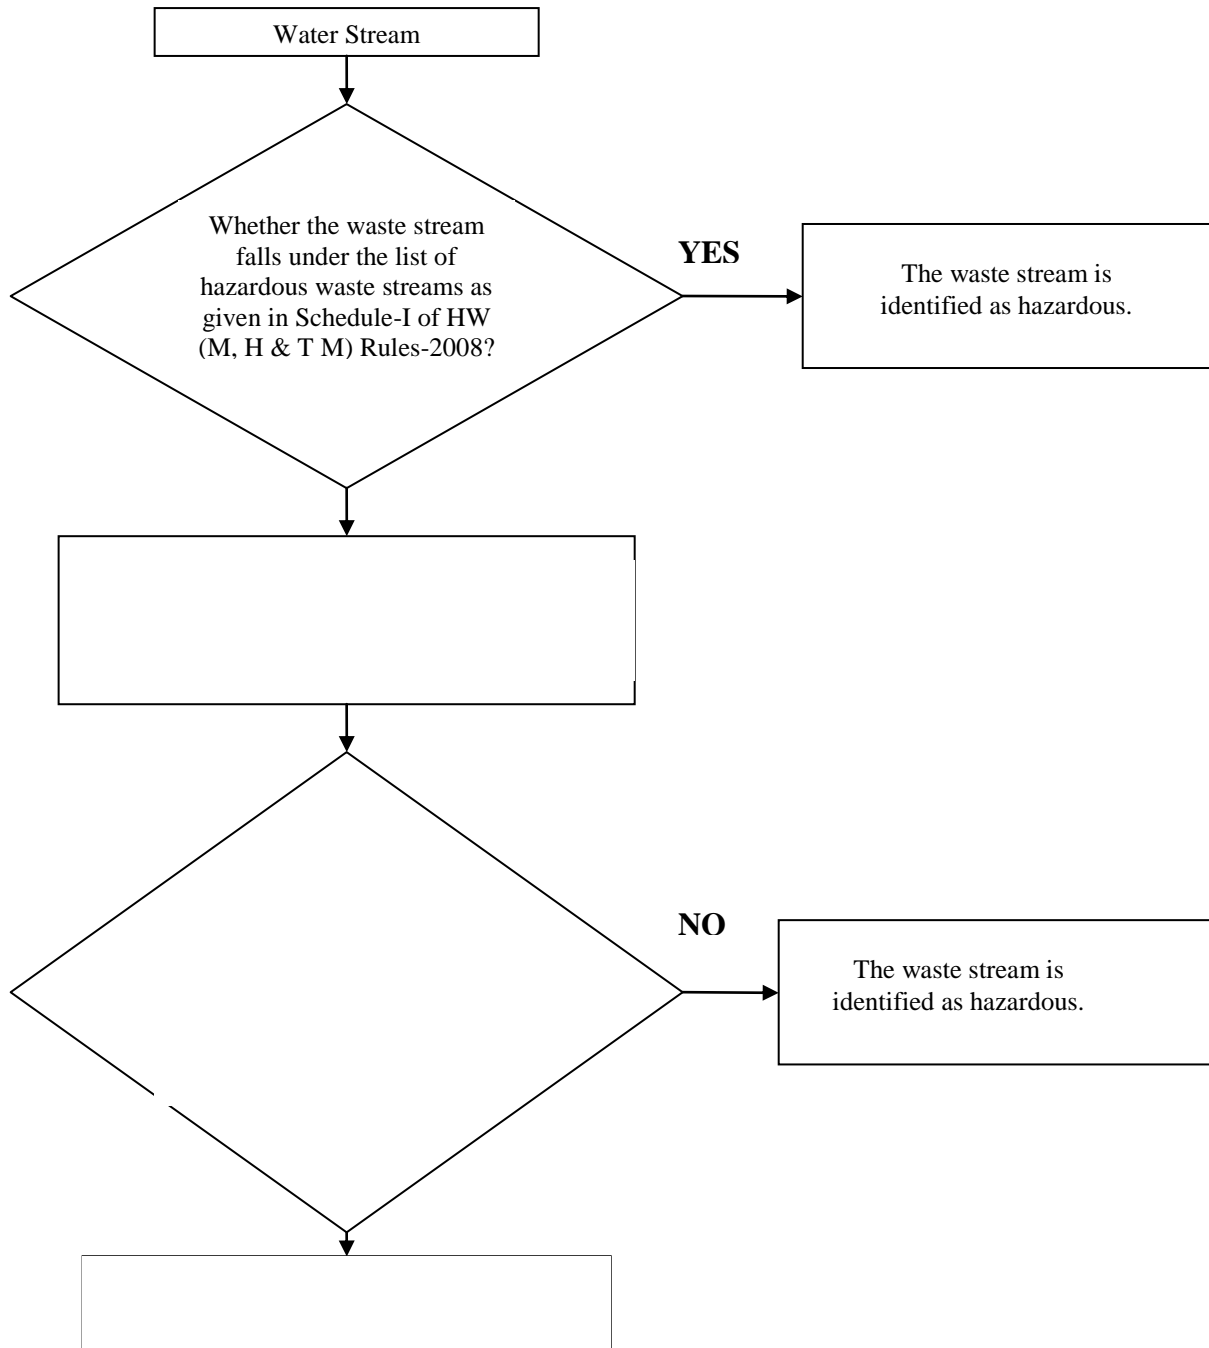 Water Stream
Whether the waste stream
falls under the list of
hazardous waste streams as
given in Schedule-I of HW
(M, H & T M) Rules-2008?
YES
The waste stream is
identified as hazardous.
NO
The waste stream is
identified as hazardous.